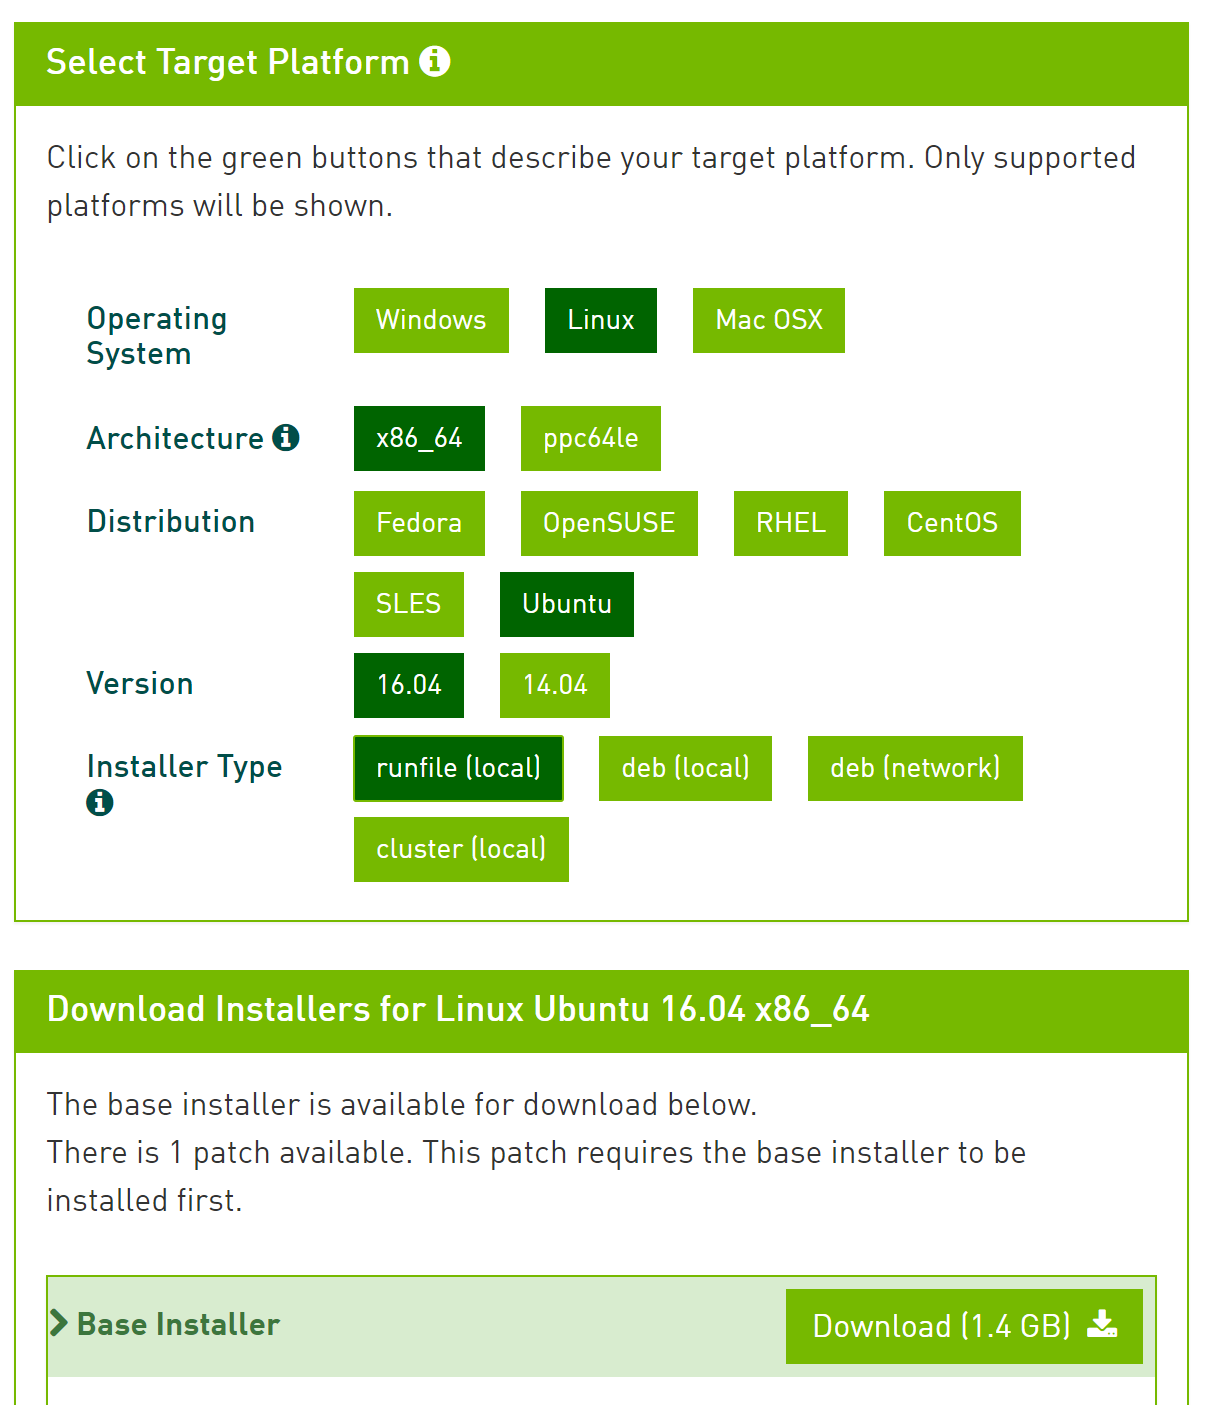 Select Target Platform
Click on the green buttons that describe your target platform. Only supported
platforms will be shown.
Operating
System
Windows
Linux
Mac OSX
Architecture
x86_64
ppc64le
Distribution
Fedora
OpenSUSE
RHEL
CentOS
SLES
Ubuntu
Version
16.04
14.04
Installer Type
runfile (local)
deb (local)
deb (network)
cluster (local)
Download Installers for Linux Ubuntu 16.04 x86_64
The base installer is available for download below.
There is 1 patch available. This patch requires the base installer to be
installed first.
Base Installer
Download (1.4 GB)